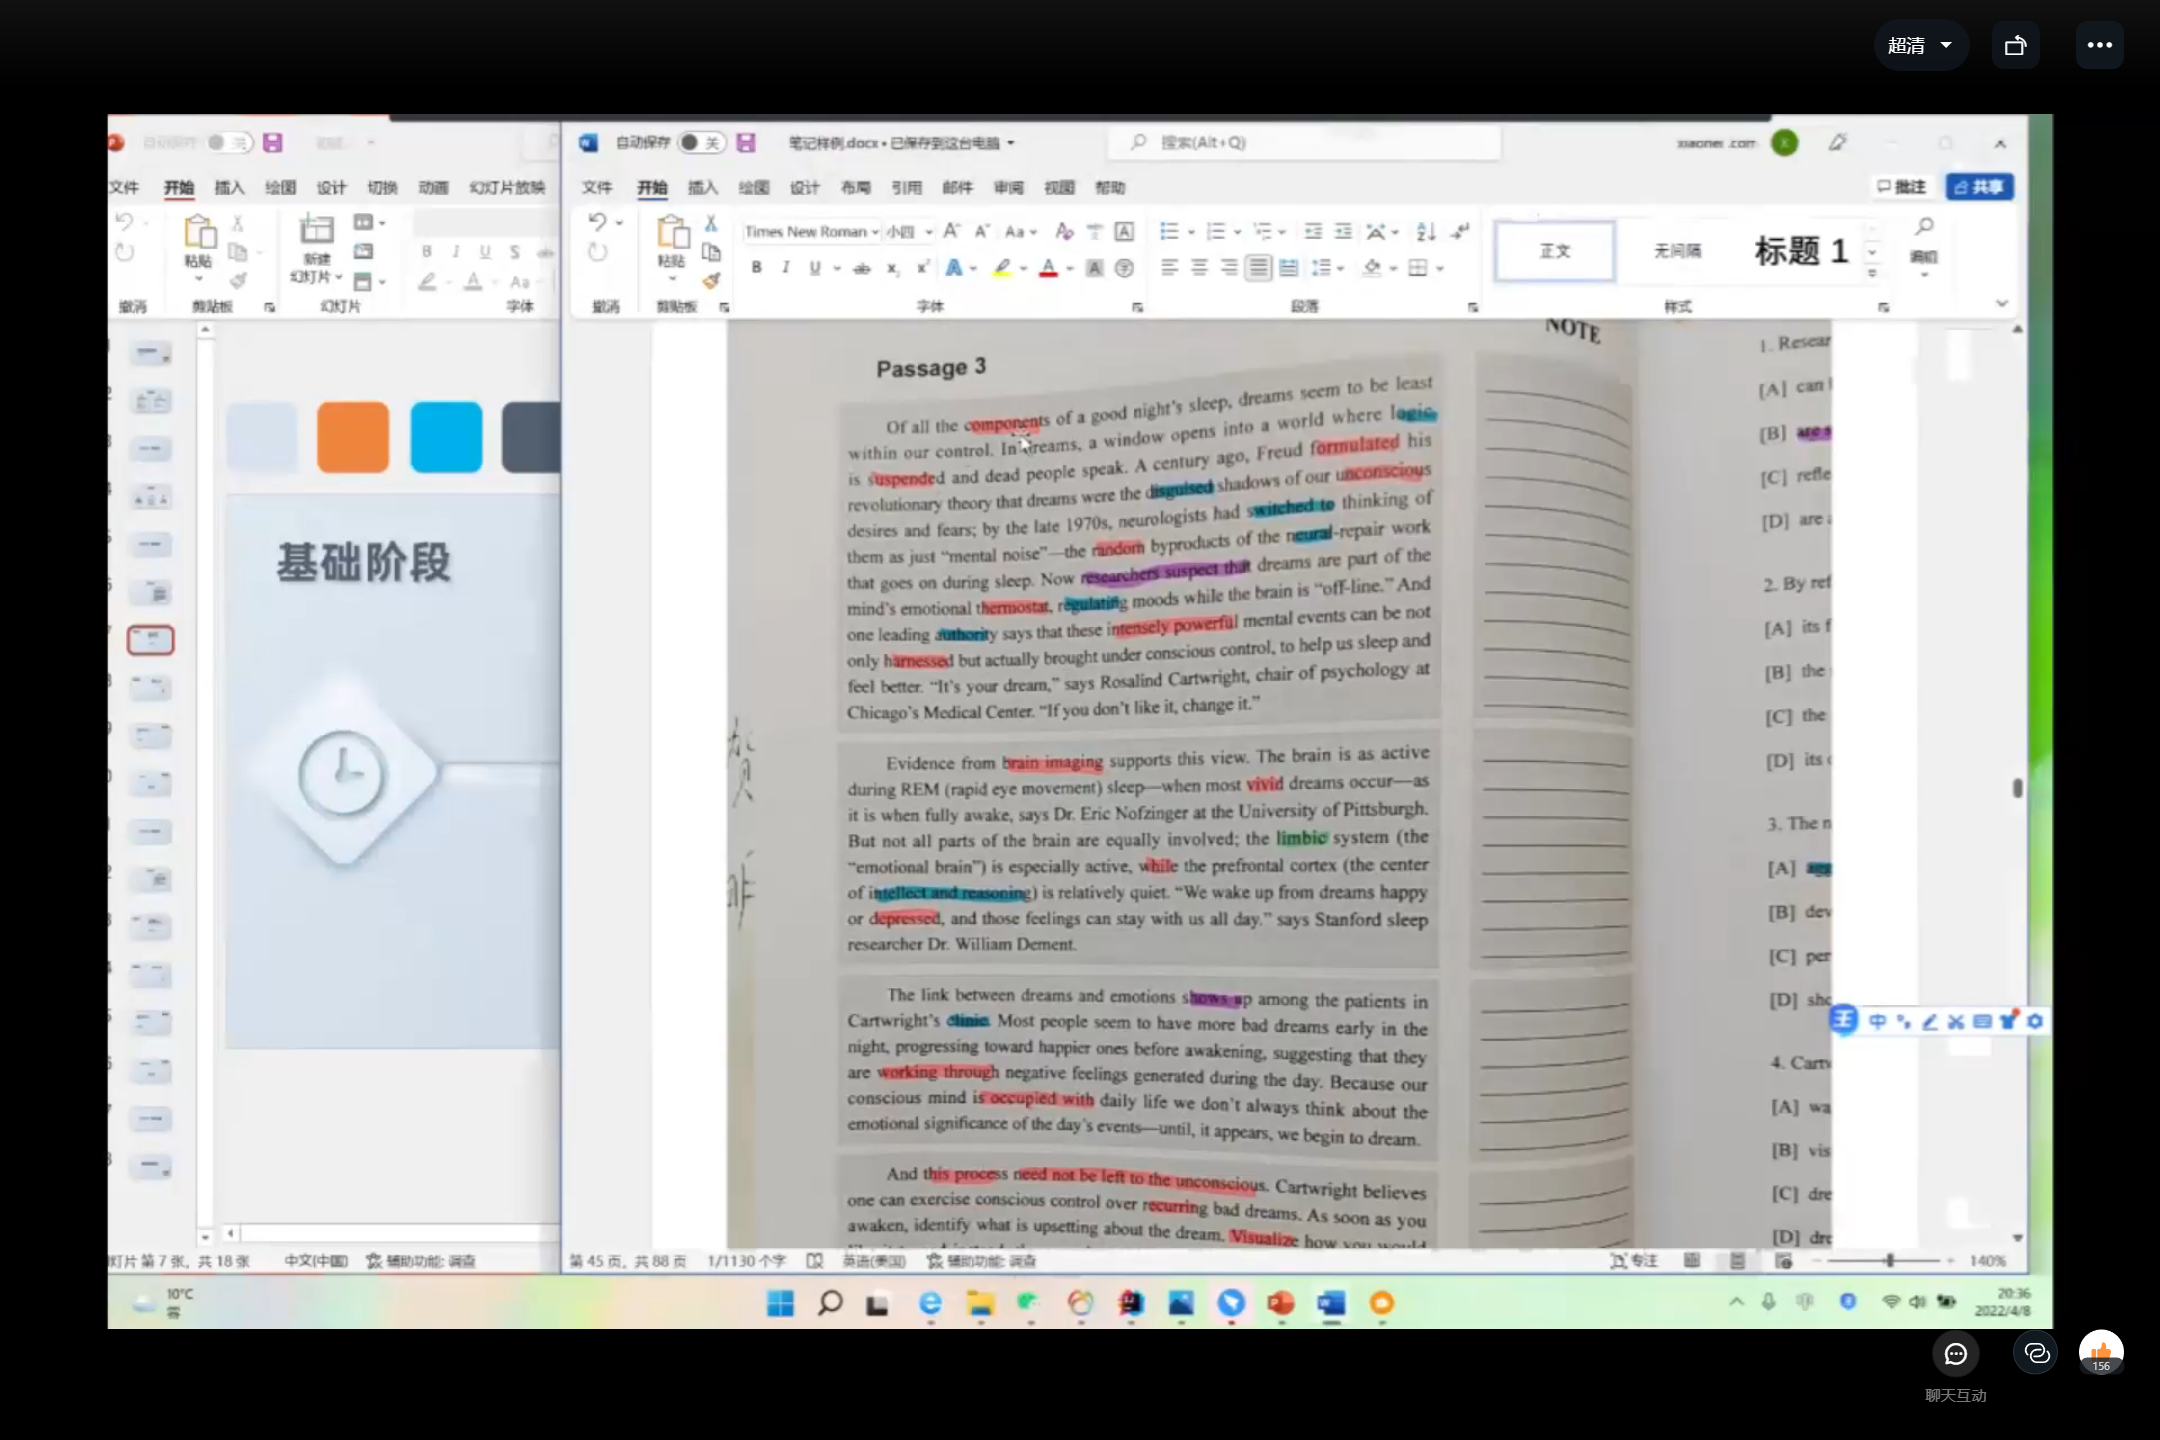 超清
自动保存 关
笔记样例.docx • 已保存到这台电脑
搜索(Alt+Q)
文件 开始 插入 绘图 设计 切换 动画 幻灯片放映
文件 开始 插入 绘图 设计 布局 引用 邮件 审阅 视图 帮助
批注 共享
粘贴 新建 幻灯片
撤消 剪贴板 幻灯片 字体
粘贴
Times New Roman 小四
正文 无间隔 标题 1 编辑
撤消 剪贴板 字体 段落 样式
基础阶段
NOTE
Passage 3
Of all the components of a good night's sleep, dreams seem to be least
within our control. In dreams, a window opens into a world where logic
is suspended and dead people speak. A century ago, Freud formulated his
revolutionary theory that dreams were the disguised shadows of our unconscious
desires and fears; by the late 1970s, neurologists had switched to thinking of
them as just “mental noise”—the random byproducts of the neural-repair work
that goes on during sleep. Now researchers suspect that dreams are part of the
mind's emotional thermostat, regulating moods while the brain is “off-line.” And
one leading authority says that these intensely powerful mental events can be not
only harnessed but actually brought under conscious control, to help us sleep and
feel better. “It's your dream,” says Rosalind Cartwright, chair of psychology at
Chicago's Medical Center. “If you don't like it, change it.”
Evidence from brain imaging supports this view. The brain is as active
during REM (rapid eye movement) sleep—when most vivid dreams occur—as
it is when fully awake, says Dr. Eric Nofzinger at the University of Pittsburgh.
But not all parts of the brain are equally involved; the limbic system (the
“emotional brain”) is especially active, while the prefrontal cortex (the center
of intellect and reasoning) is relatively quiet. “We wake up from dreams happy
or depressed, and those feelings can stay with us all day.” says Stanford sleep
researcher Dr. William Dement.
The link between dreams and emotions shows up among the patients in
Cartwright's clinic. Most people seem to have more bad dreams early in the
night, progressing toward happier ones before awakening, suggesting that they
are working through negative feelings generated during the day. Because our
conscious mind is occupied with daily life we don't always think about the
emotional significance of the day's events—until, it appears, we begin to dream.
And this process need not be left to the unconscious. Cartwright believes
one can exercise conscious control over recurring bad dreams. As soon as you
awaken, identify what is upsetting about the dream. Visualize how you would
1. Resear
[A] can
[B] are s
[C] refle
[D] are
2. By ref
[A] its f
[B] the
[C] the
[D] its
3. The n
[A]
[B] dev
[C] per
[D] sho
4. Cartw
[A] wa
[B] vis
[C] dre
[D] dre
中
灯片 第 7 张，共 18 张 中文(中国) 辅助功能: 调查
第 45 页，共 88 页 1/1130 个字 英语(美国) 辅助功能: 调查 专注 140%
10°C
20:36
2022/4/8
156
聊天互动